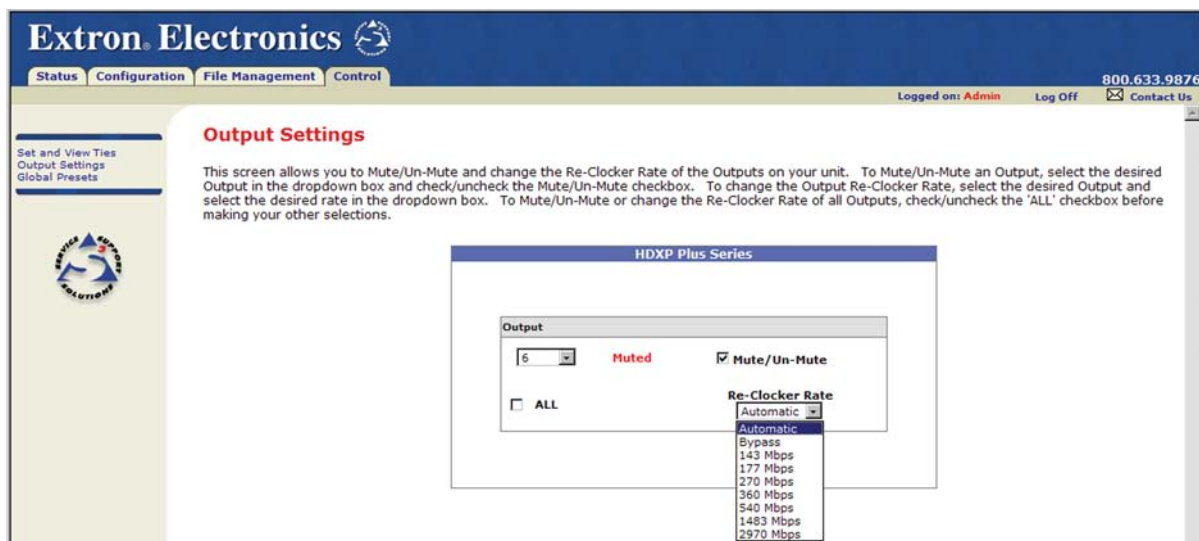 Extron® Electronics
Status Configuration File Management Control
800.633.9876
Logged on: Admin Log Off Contact Us
Set and View Ties
Output Settings
Global Presets
SERVICE SUPPORT SOLUTIONS
S3
Output Settings
This screen allows you to Mute/Un-Mute and change the Re-Clocker Rate of the Outputs on your unit. To Mute/Un-Mute an Output, select the desired
Output in the dropdown box and check/uncheck the Mute/Un-Mute checkbox. To change the Output Re-Clocker Rate, select the desired Output and
select the desired rate in the dropdown box. To Mute/Un-Mute or change the Re-Clocker Rate of all Outputs, check/uncheck the 'ALL' checkbox before
making your other selections.
HDXP Plus Series
Output
6 Muted Mute/Un-Mute
ALL
Re-Clocker Rate
Automatic
Automatic
Bypass
143 Mbps
177 Mbps
270 Mbps
360 Mbps
540 Mbps
1483 Mbps
2970 Mbps